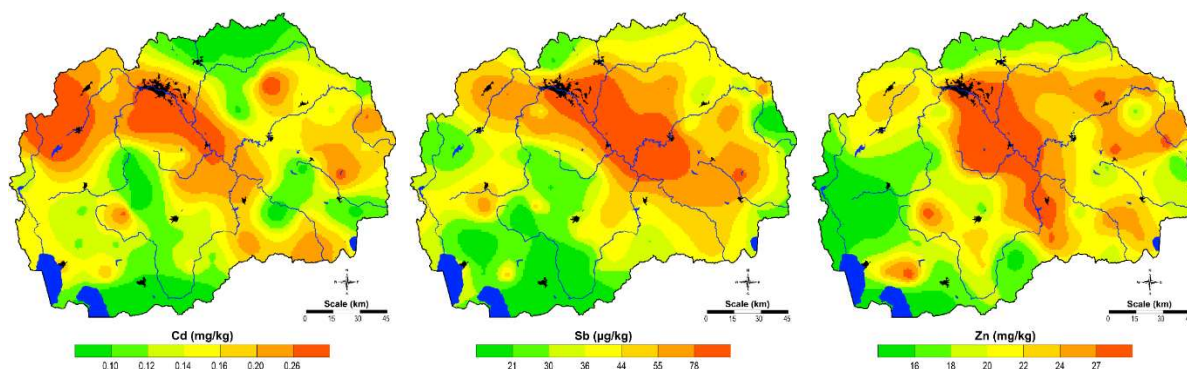 Scale (km)
0 15 30 45
Cd (mg/kg)
0.10 0.12 0.14 0.16 0.20 0.26
Scale (km)
0 15 30 45
Sb (µg/kg)
21 30 36 44 55 78
Scale (km)
0 15 30 45
Zn (mg/kg)
16 18 20 22 24 27